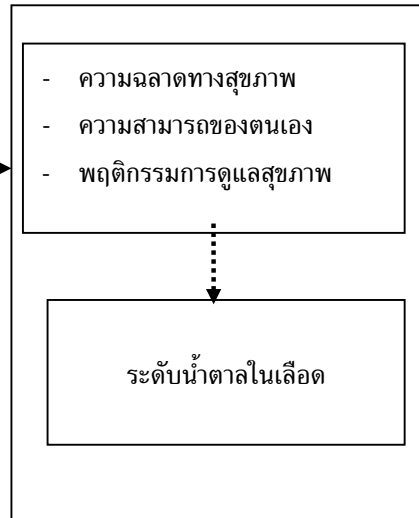 - ความฉลาดทางสุขภาพ
- ความสามารถของตนเอง
- พฤติกรรมการดูแลสุขภาพ
ระดับน้ำตาลในเลือด